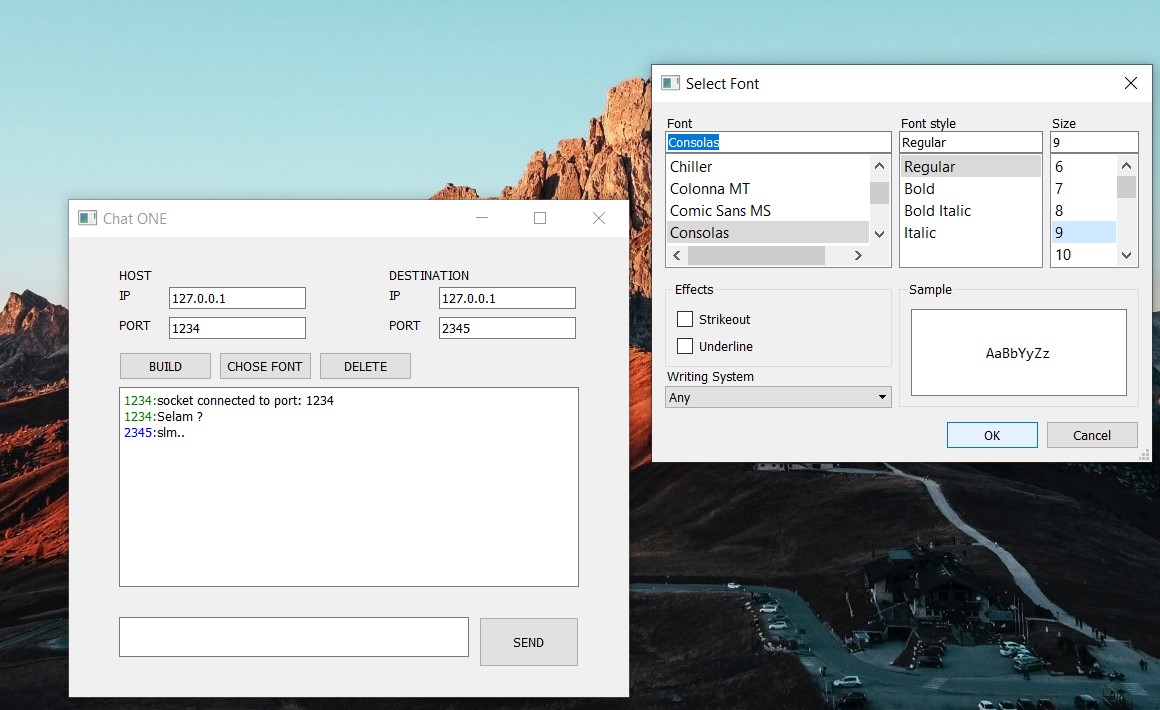 Chat ONE
HOST
IP 127.0.0.1
PORT 1234
DESTINATION
IP 127.0.0.1
PORT 2345
BUILD CHOSE FONT DELETE
1234:socket connected to port: 1234
1234:Selam ?
2345:slm..
SEND
Select Font
Font
Consolas
Chiller
Colonna MT
Comic Sans MS
Consolas
Font style
Regular
Regular
Bold
Bold Italic
Italic
Size
9
6
7
8
9
10
Effects
Strikeout
Underline
Writing System
Any
Sample
AaBbYyZz
OK Cancel